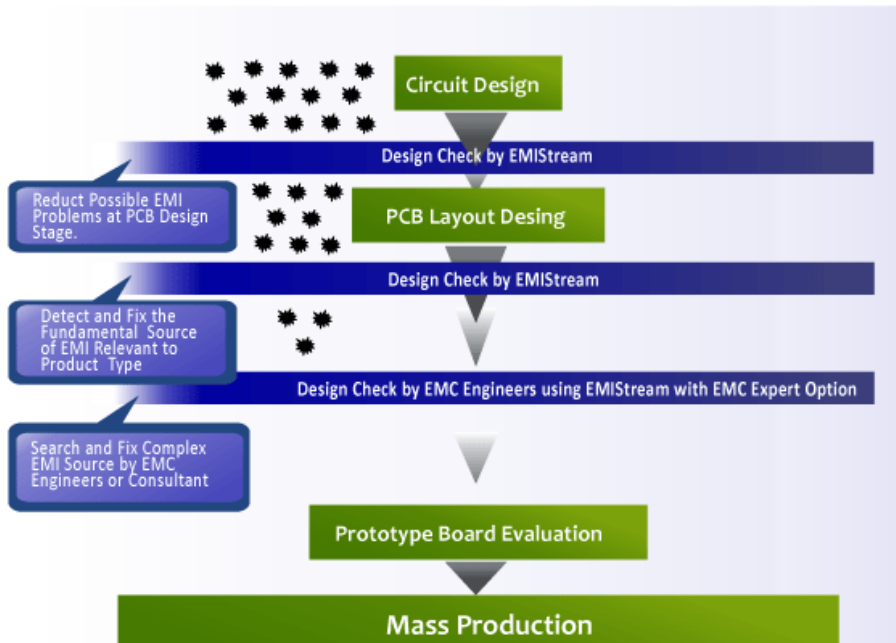 Circuit Design
Design Check by EMIStream
Reduct Possible EMI
Problems at PCB Design
Stage.
PCB Layout Desing
Design Check by EMIStream
Detect and Fix the
Fundamental Source
of EMI Relevant to
Product Type
Design Check by EMC Engineers using EMIStream with EMC Expert Option
Search and Fix Complex
EMI Source by EMC
Engineers or Consultant
Prototype Board Evaluation
Mass Production